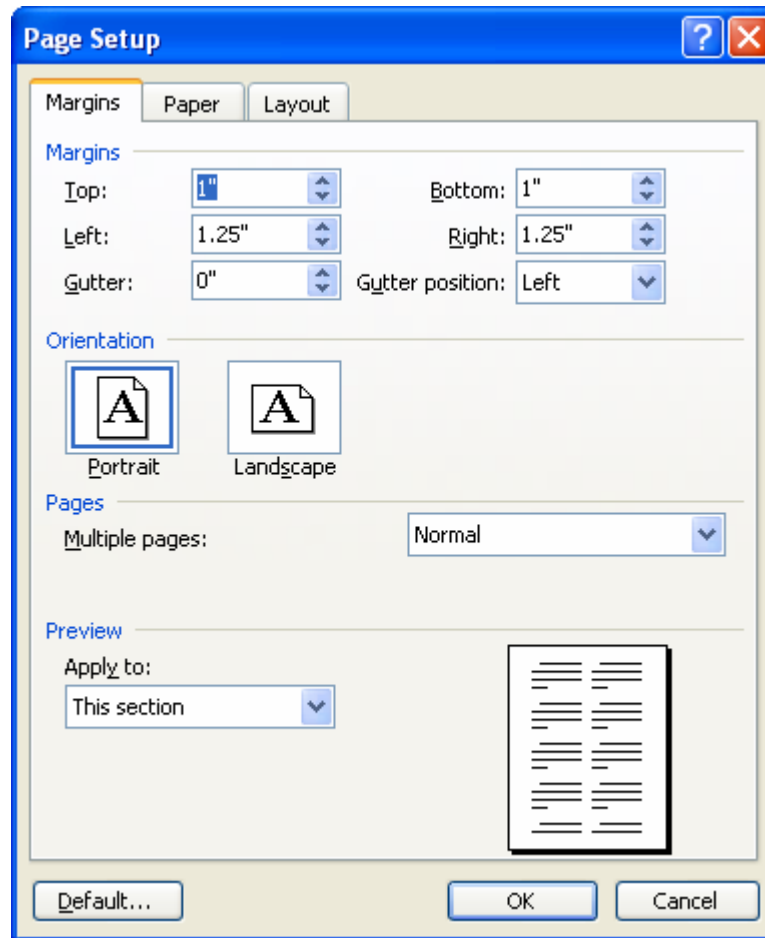 Page Setup
Margins Paper Layout
Margins
Top: 1" Bottom: 1"
Left: 1.25" Right: 1.25"
Gutter: 0" Gutter position: Left
Orientation
A A
Portrait Landscape
Pages
Multiple pages: Normal
Preview
Apply to:
This section
Default... OK Cancel